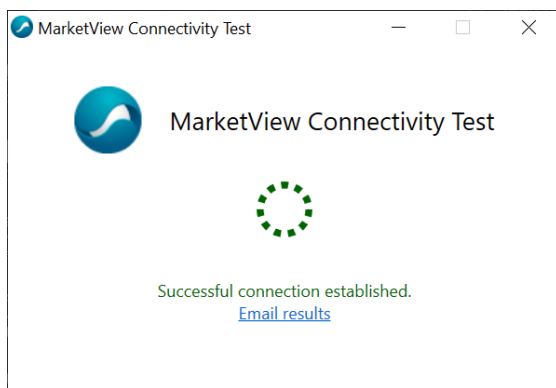 MarketView Connectivity Test
MarketView Connectivity Test
Successful connection established.
Email results